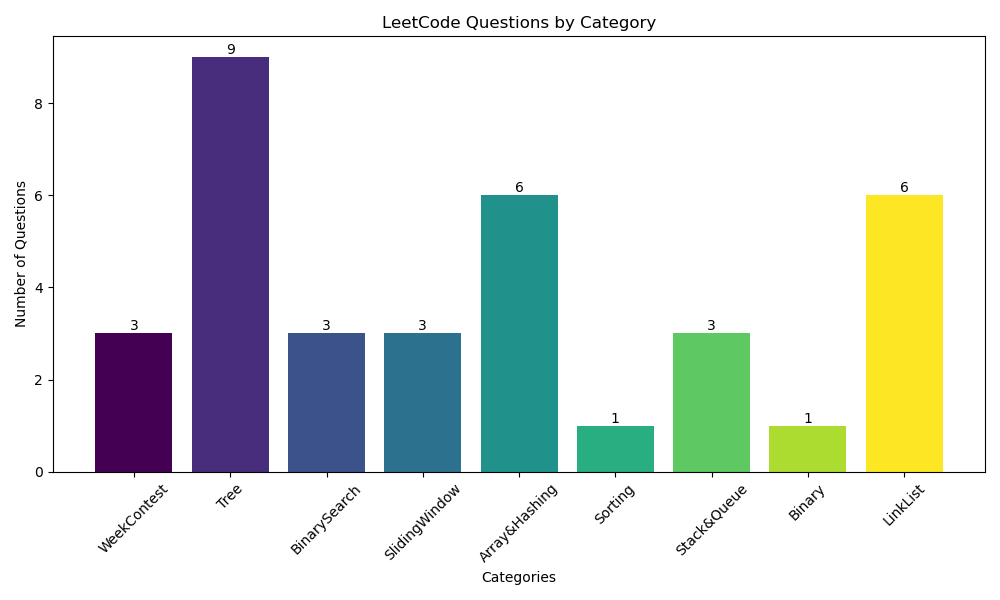 LeetCode Questions by Category
Number of Questions
8
6
4
2
0
3
9
3
3
6
1
3
1
6
WeekContest
Tree
BinarySearch
SlidingWindow
Array&Hashing
Sorting
Stack&Queue
Binary
LinkList
Categories